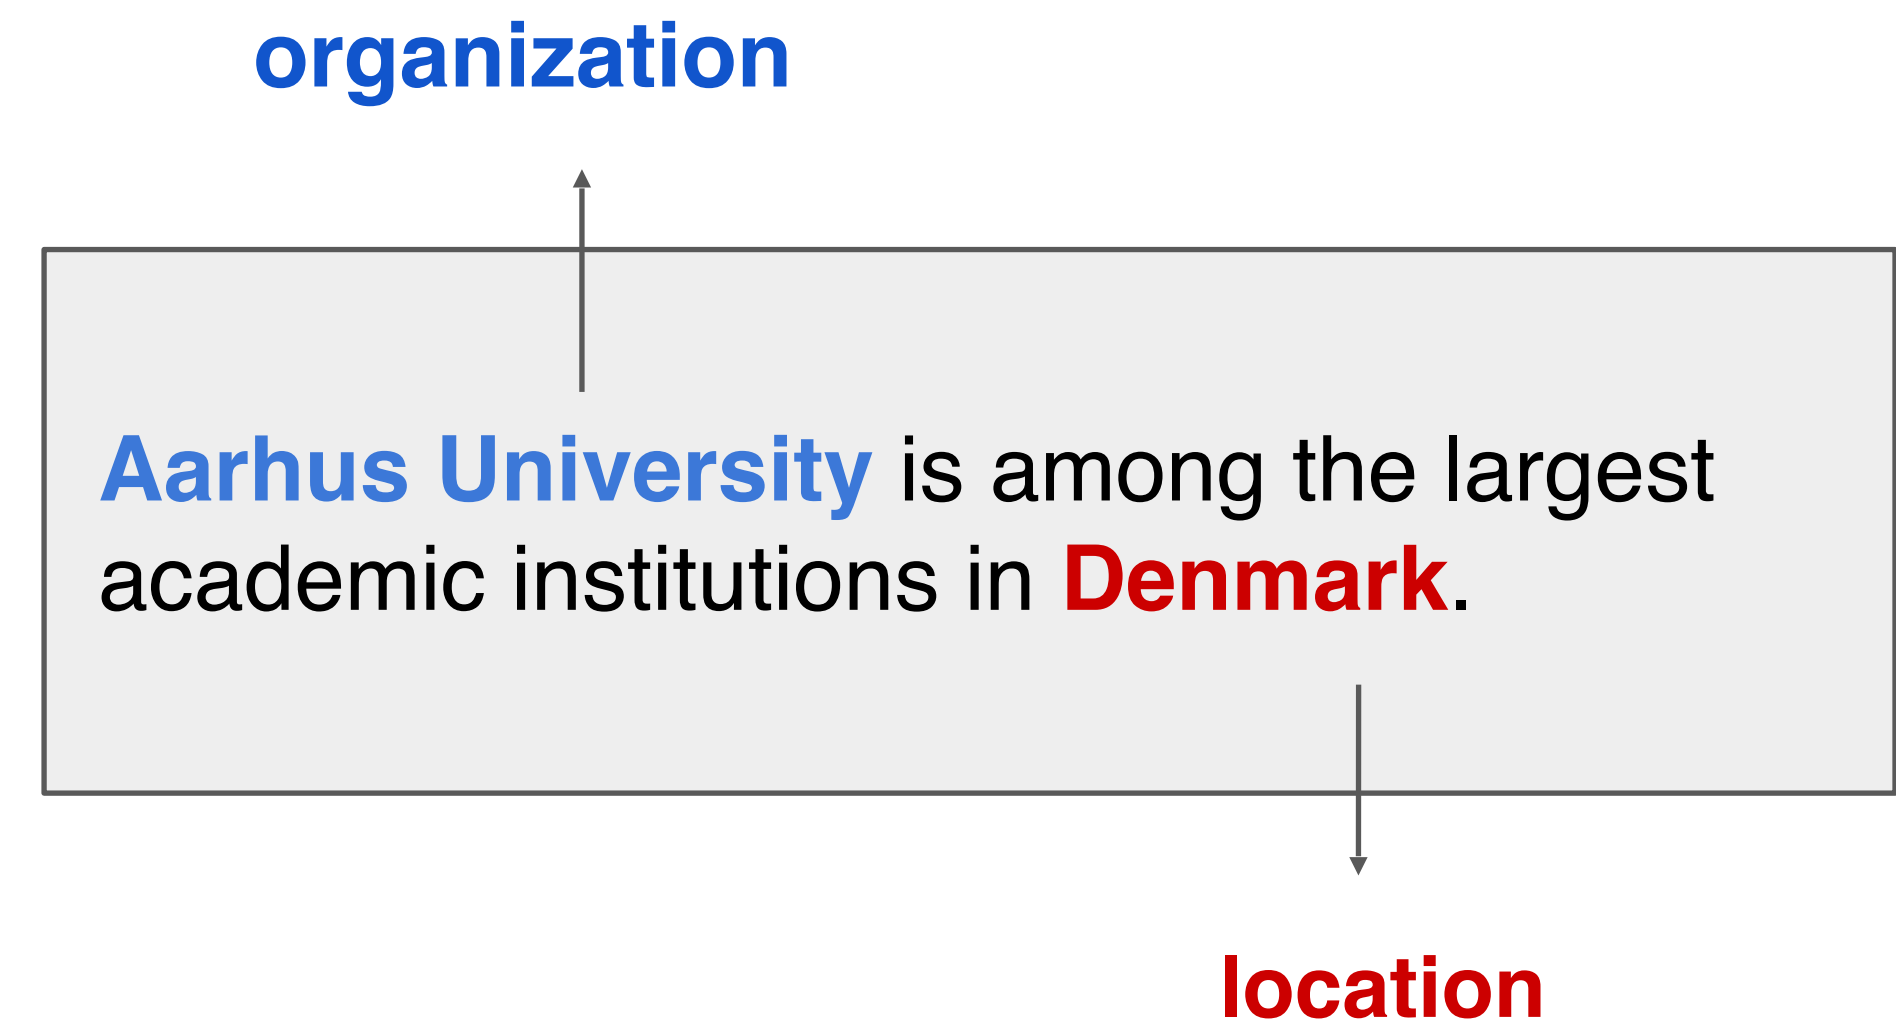 organization
Aarhus University is among the largest
academic institutions in Denmark.
location